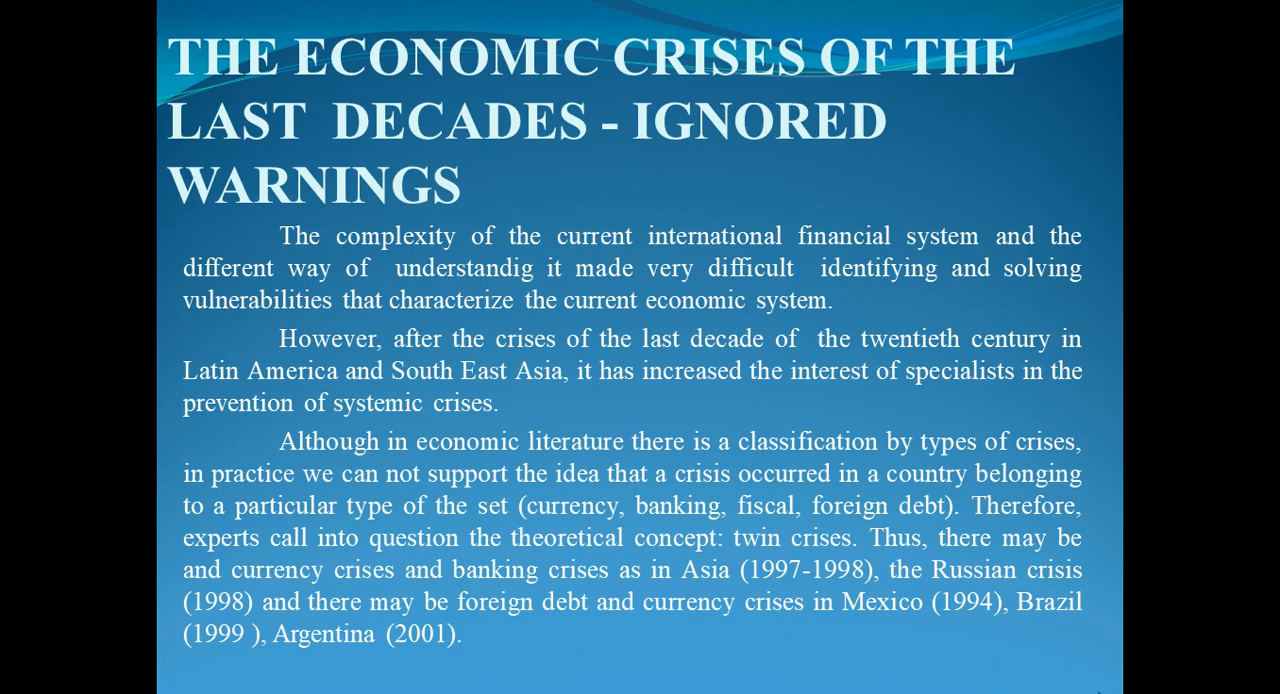 THE ECONOMIC CRISES OF THE
LAST DECADES - IGNORED
WARNINGS
The complexity of the current international financial system and the
different way of understandig it made very difficult identifying and solving
vulnerabilities that characterize the current economic system.
However, after the crises of the last decade of the twentieth century in
Latin America and South East Asia, it has increased the interest of specialists in the
prevention of systemic crises.
Although in economic literature there is a classification by types of crises,
in practice we can not support the idea that a crisis occurred in a country belonging
to a particular type of the set (currency, banking, fiscal, foreign debt). Therefore,
experts call into question the theoretical concept: twin crises. Thus, there may be
and currency crises and banking crises as in Asia (1997-1998), the Russian crisis
(1998) and there may be foreign debt and currency crises in Mexico (1994), Brazil
(1999 ), Argentina (2001).